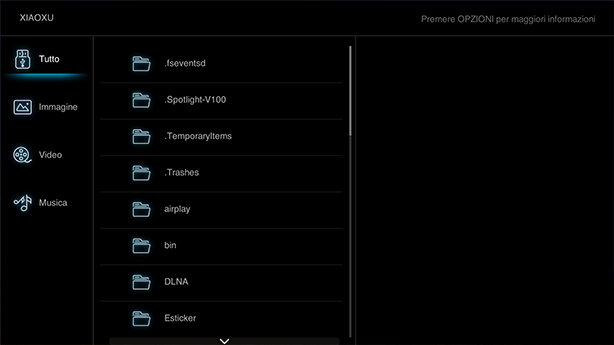 XIAOXU
Premere OPZIONI per maggiori informazioni
Tutto
Immagine
Video
Musica
.fseventsd
.Spotlight-V100
.TemporaryItems
.Trashes
airplay
bin
DLNA
Esticker